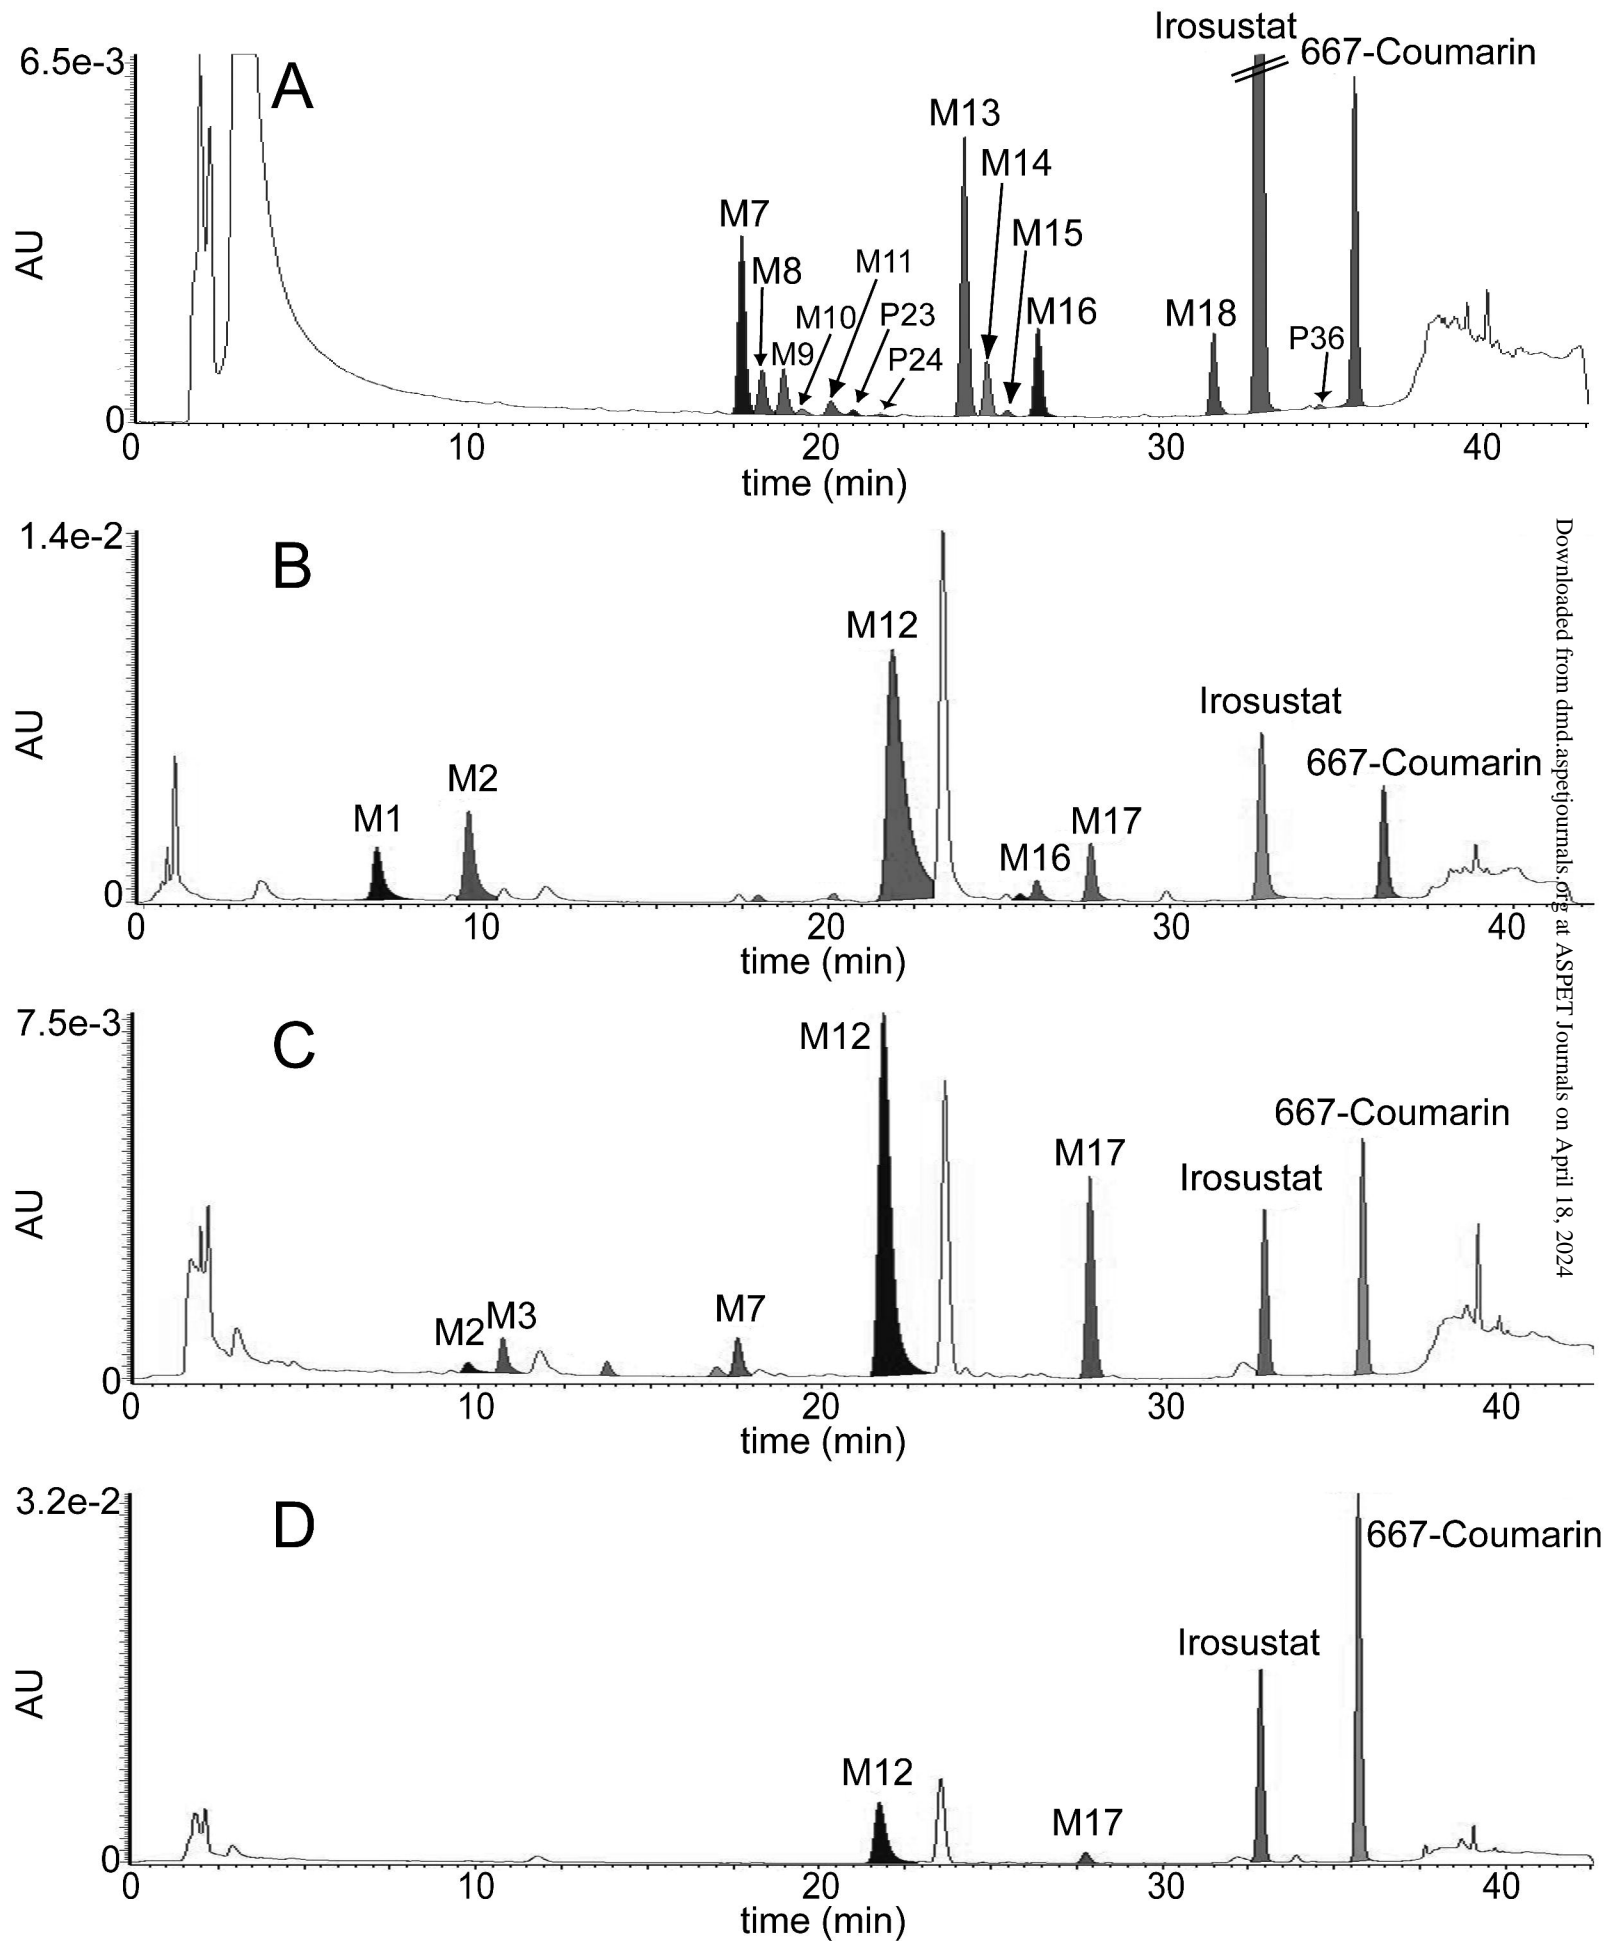 Irosustat
6.5e-3
A
667-Coumarin
M13
M14
M7
M15
M8
M11
M10
P23
M16
M18
M9
P24
P36
AU
0
0 10 20 30 40
time (min)
1.4e-2
B
M12
Irosustat
M2
667-Coumarin
M1
M17
M16
AU
0
0 10 20 30 40
time (min)
7.5e-3
C
M12
667-Coumarin
M17
Irosustat
M2
M3
M7
AU
0
0 10 20 30 40
time (min)
3.2e-2
D
667-Coumarin
Irosustat
M12
M17
AU
0
0 10 20 30 40
time (min)
Downloaded from dmd.aspetjournals.org at ASPET Journals on April 18, 2024